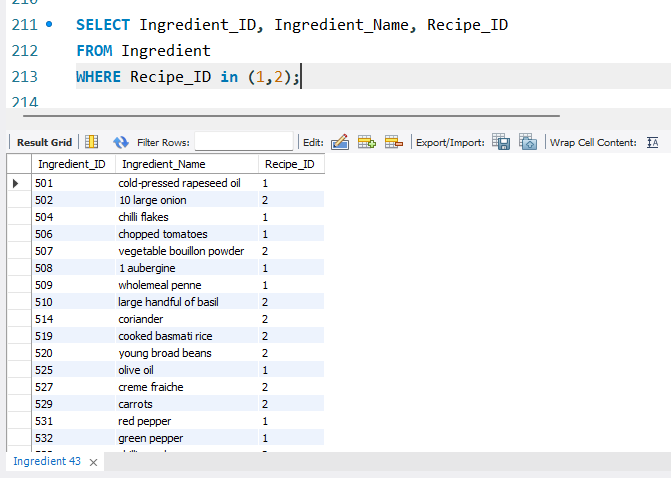 211 SELECT Ingredient_ID, Ingredient_Name, Recipe_ID
212 FROM Ingredient
213 WHERE Recipe_ID in (1,2);
214
Result Grid Filter Rows: Edit: Export/Import: Wrap Cell Content:
Ingredient_ID Ingredient_Name Recipe_ID
501 cold-pressed rapeseed oil 1
502 10 large onion 2
504 chilli flakes 1
506 chopped tomatoes 1
507 vegetable bouillon powder 2
508 1 aubergine 1
509 wholemeal penne 1
510 large handful of basil 2
514 coriander 2
519 cooked basmati rice 2
520 young broad beans 2
525 olive oil 1
527 creme fraiche 2
529 carrots 2
531 red pepper 1
532 green pepper 1
Ingredient 43